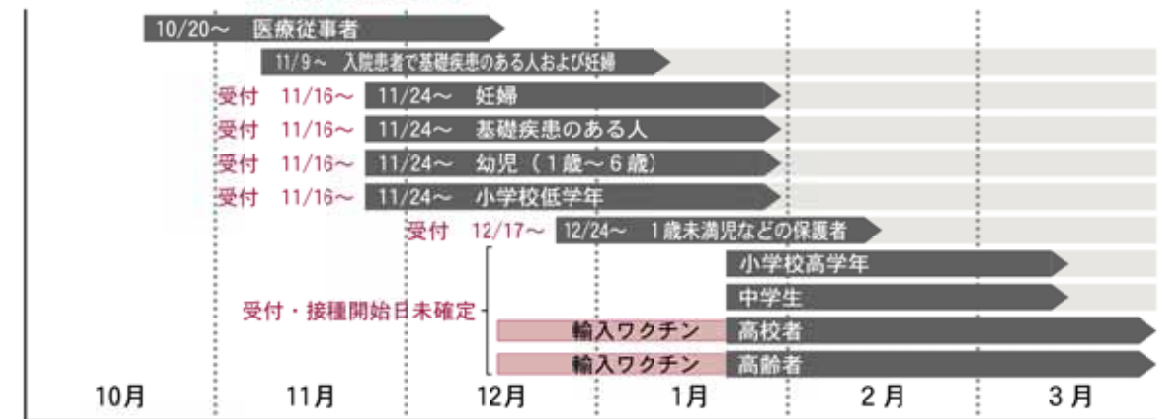 10/20～ 医療従事者
11/9～ 入院患者で基礎疾患のある人および妊婦
受付 11/16～ 11/24～ 妊婦
受付 11/16～ 11/24～ 基礎疾患のある人
受付 11/16～ 11/24～ 幼児（1歳～6歳）
受付 11/16～ 11/24～ 小学校低学年
受付 12/17～ 12/24～ 1歳未満児などの保護者
小学校高学年
中学生
受付・接種開始日未確定
輸入ワクチン 高校者
輸入ワクチン 高齢者
10月 11月 12月 1月 2月 3月